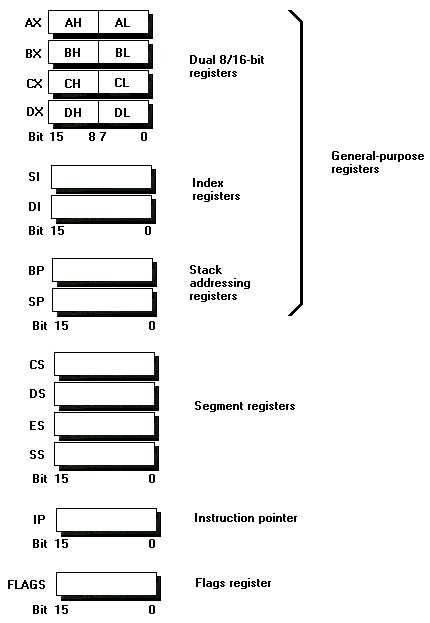 AX AH AL
BX BH BL
CX CH CL
DX DH DL
Bit 15 8 7 0
Dual 8/16-bit
registers
SI
DI
Bit 15 0
Index
registers
BP
SP
Bit 15 0
Stack
addressing
registers
General-purpose
registers
CS
DS
ES
SS
Bit 15 0
Segment registers
IP
Bit 15 0
Instruction pointer
FLAGS
Bit 15 0
Flags register